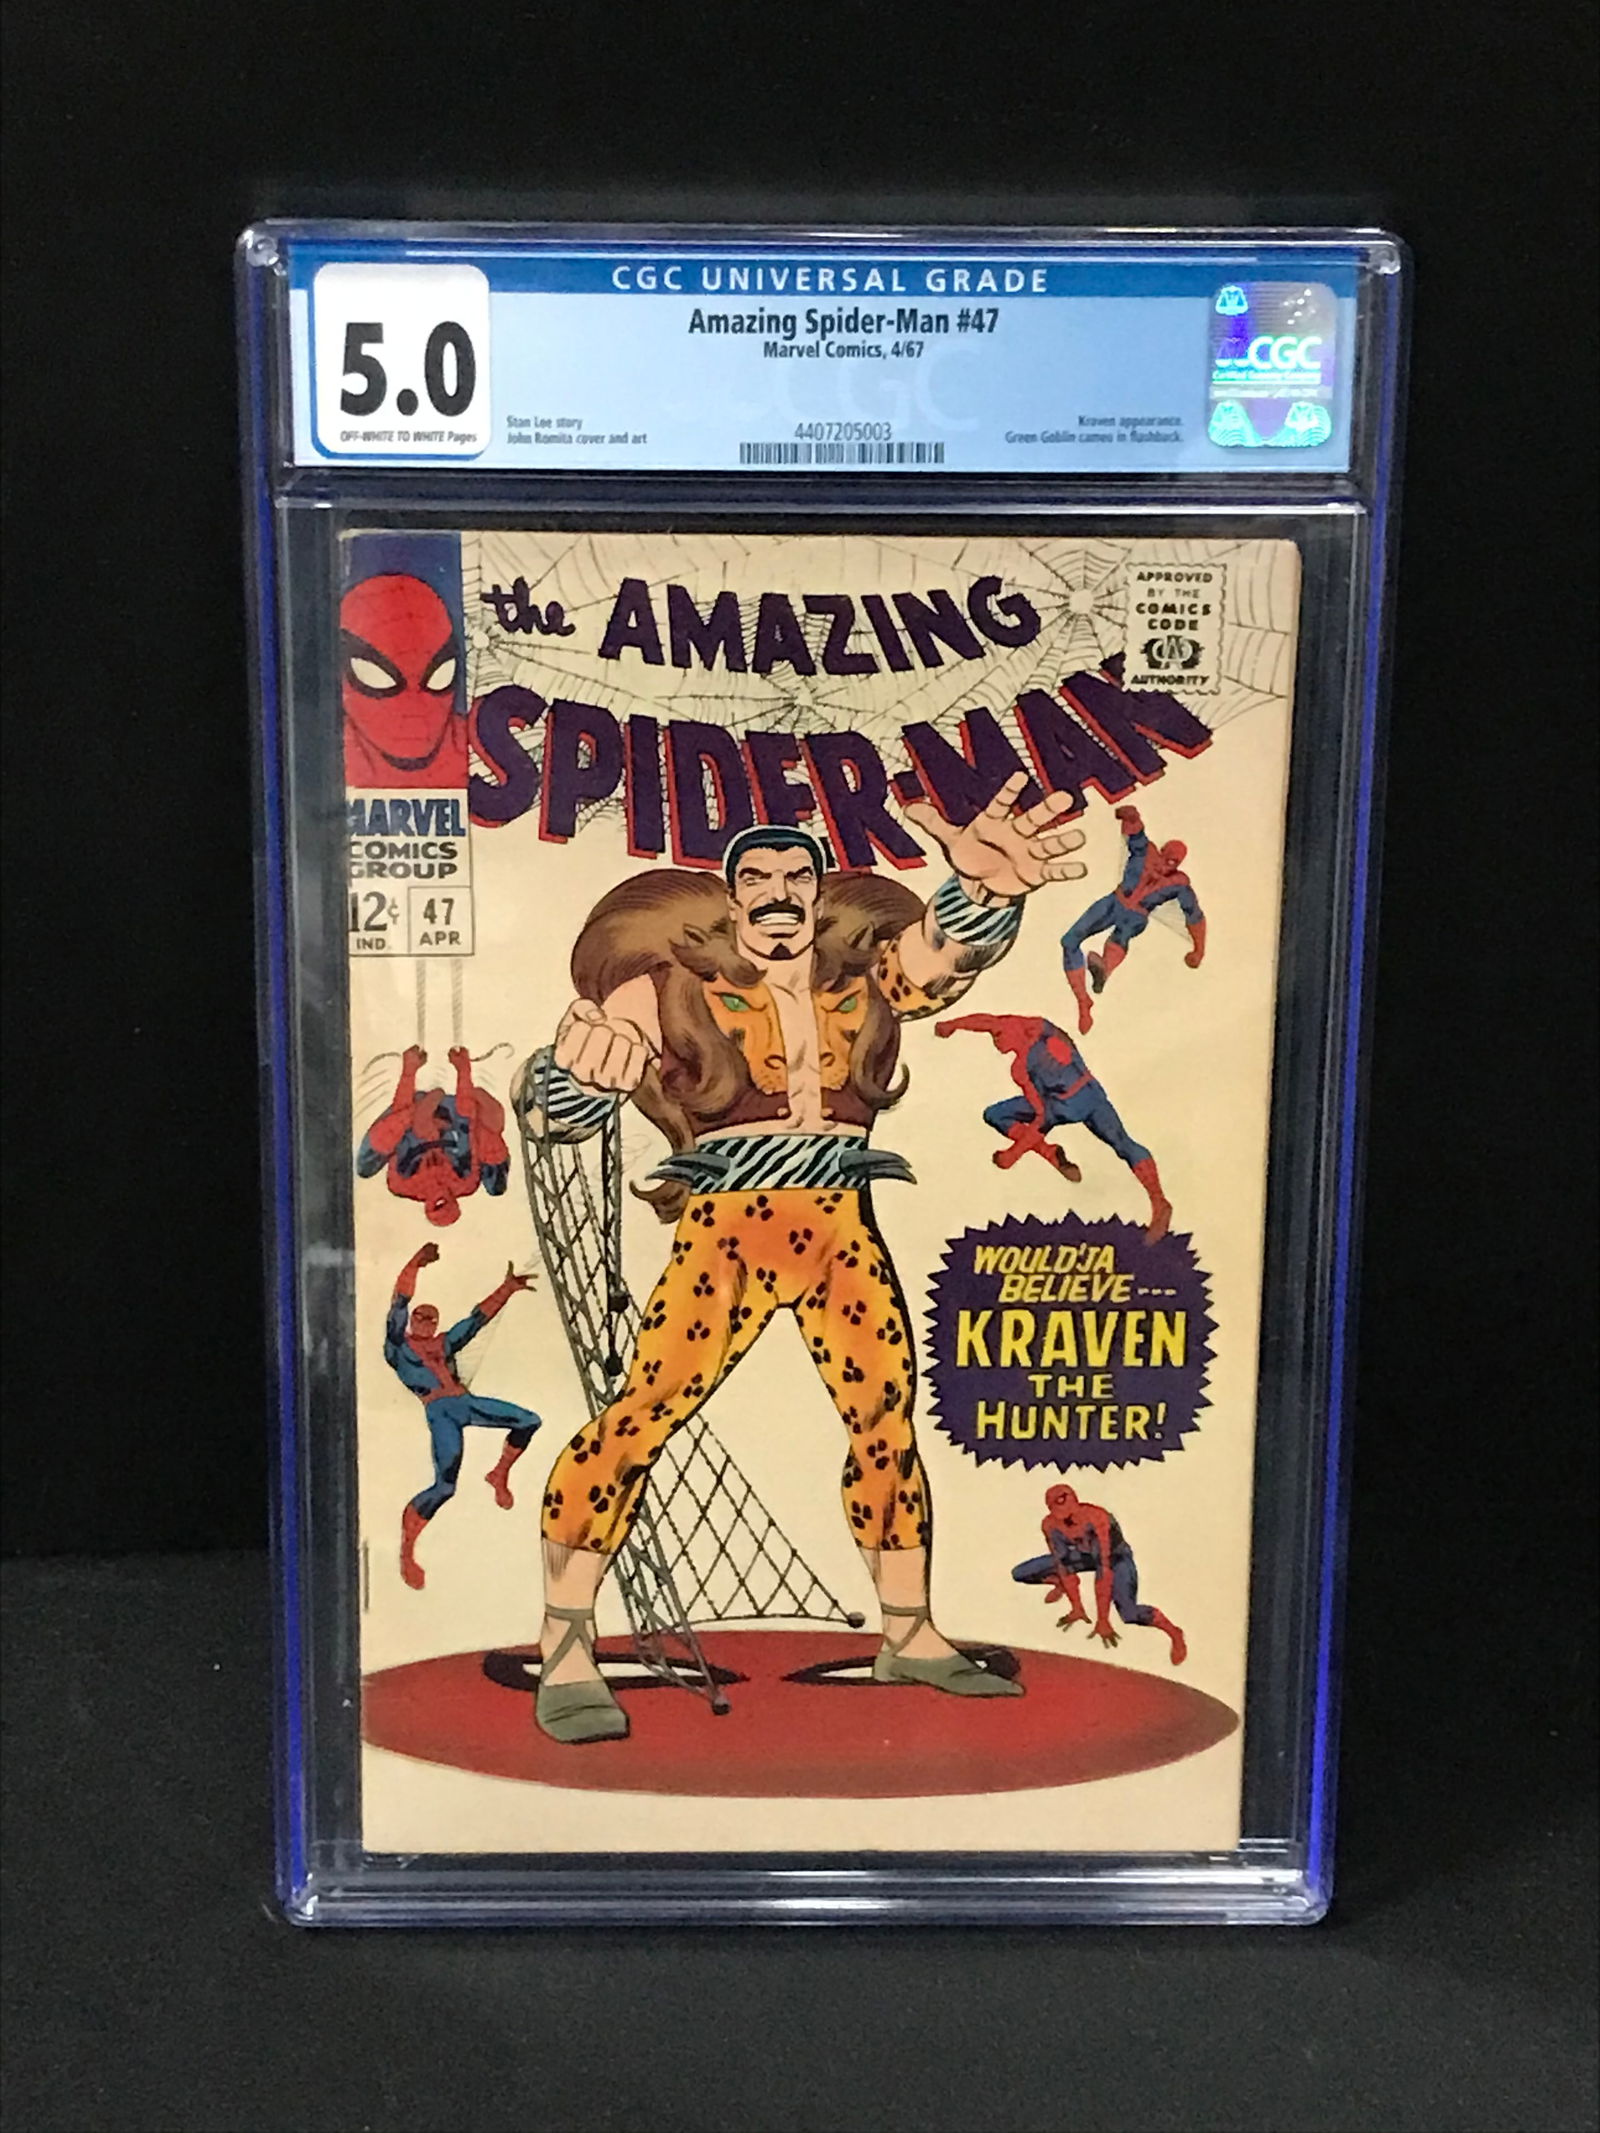 CGC UNIVERSAL GRADE
5.0
OFF-WHITE TO WHITE Pages
Amazing Spider-Man #47
Marvel Comics, 4/67
Stan Lee story
John Romita cover and art
4407205003
Kraven appearance.
Green Goblin cameo in flashback.
CGC
the AMAZING
SPIDER-MAN
APPROVED
BY THE
COMICS
CODE
AUTHORITY
MARVEL
COMICS
GROUP
12¢
IND.
47
APR
WOULD'JA
BELIEVE---
KRAVEN
THE
HUNTER!